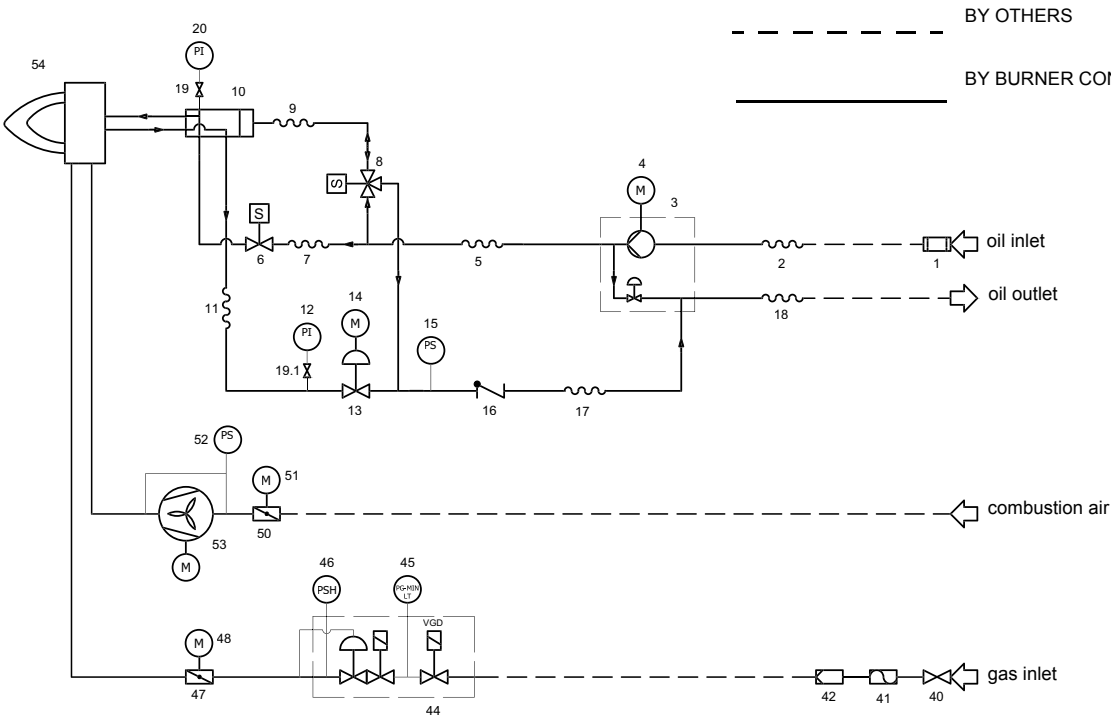 BY OTHERS
20
PI
54
19
10
9
BY BURNER CON
8
S
4
M
3
S
6
7
5
2
1
oil inlet
11
12
PI
14
M
15
PS
18
oil outlet
19.1
13
16
17
52
PS
M
51
50
53
M
combustion air
46
PSH
45
PG-MIN
LT
VGD
M
48
47
44
42
41
40
gas inlet